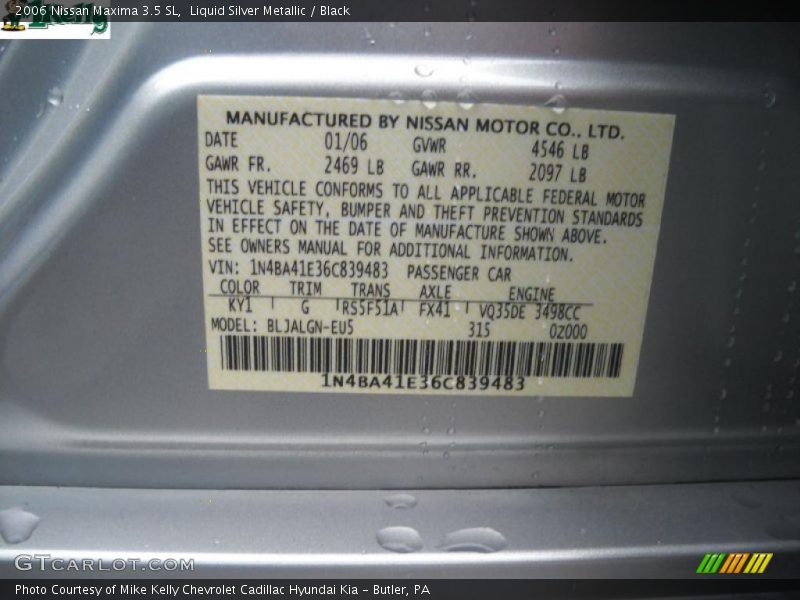 2006 Nissan Maxima 3.5 SL, Liquid Silver Metallic / Black
MANUFACTURED BY NISSAN MOTOR CO., LTD.
DATE 01/06 GVWR 4546 LB
GAWR FR. 2469 LB GAWR RR. 2097 LB
THIS VEHICLE CONFORMS TO ALL APPLICABLE FEDERAL MOTOR
VEHICLE SAFETY, BUMPER AND THEFT PREVENTION STANDARDS
IN EFFECT ON THE DATE OF MANUFACTURE SHOWN ABOVE.
SEE OWNERS MANUAL FOR ADDITIONAL INFORMATION.
VIN: 1N4BA41E36C839483 PASSENGER CAR
COLOR TRIM TRANS AXLE ENGINE
KY1 G RS5F51A FX41 VQ35DE 3498CC
MODEL: BLJALGN-EU5 315 0Z000
1N4BA41E36C839483
GTCARLOT.COM
Photo Courtesy of Mike Kelly Chevrolet Cadillac Hyundai Kia – Butler, PA